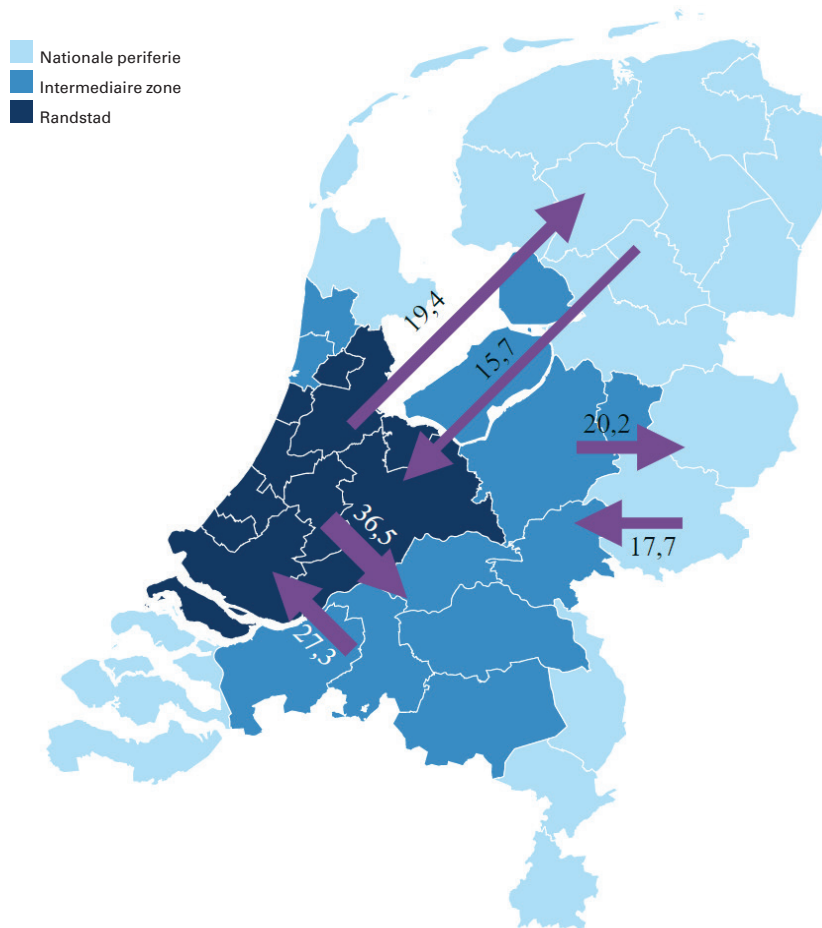 Nationale periferie
Intermediaire zone
Randstad
19,4
15,7
20,2
36,5
17,7
27,3